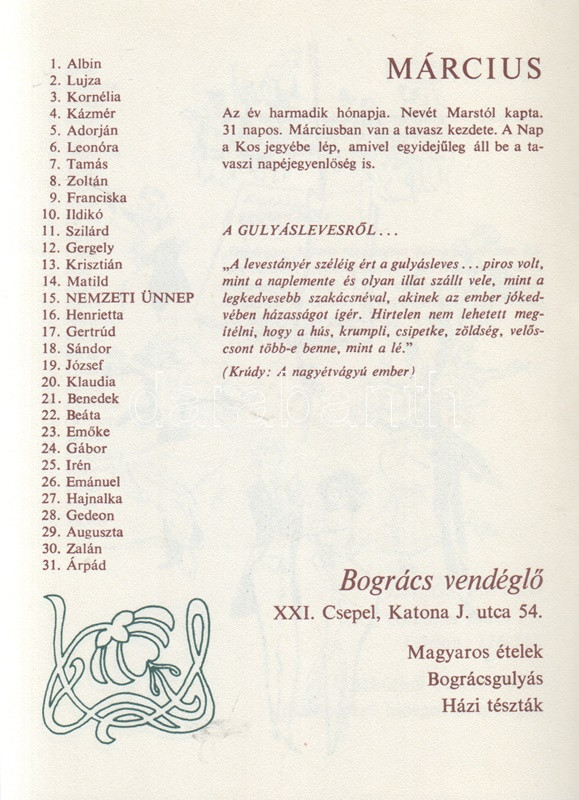 1. Albin
2. Lujza
3. Kornélia
4. Kázmér
5. Adorján
6. Leonóra
7. Tamás
8. Zoltán
9. Franciska
10. Ildikó
11. Szilárd
12. Gergely
13. Krisztián
14. Matild
15. NEMZETI ÜNNEP
16. Henrietta
17. Gertrúd
18. Sándor
19. József
20. Klaudia
21. Benedek
22. Beáta
23. Emőke
24. Gábor
25. Irén
26. Emánuel
27. Hajnalka
28. Gedeon
29. Auguszta
30. Zalán
31. Árpád
MÁRCIUS
Az év harmadik hónapja. Nevét Marstól kapta.
31 napos. Márciusban van a tavasz kezdete. A Nap
a Kos jegyébe lép, amivel egyidejűleg áll be a ta-
vaszi napéjegyenlőség is.
A GULYÁSLEVESRŐL...
„A levestányér széléig ért a gulyásleves... piros volt,
mint a naplemente és olyan illat szállt vele, mint a
legkedvesebb szakácsnéval, akinek az ember jóked-
vében házasságot igér. Hirtelen nem lehetett meg-
ítélni, hogy a hús, krumpli, csipetke, zöldség, velős-
csont több-e benne, mint a lé."
(Krúdy: A nagyétvágyú ember)
darabanth
Bogrács vendéglő
XXI. Csepel, Katona J. utca 54.
Magyaros ételek
Bográcsgulyás
Házi tészták